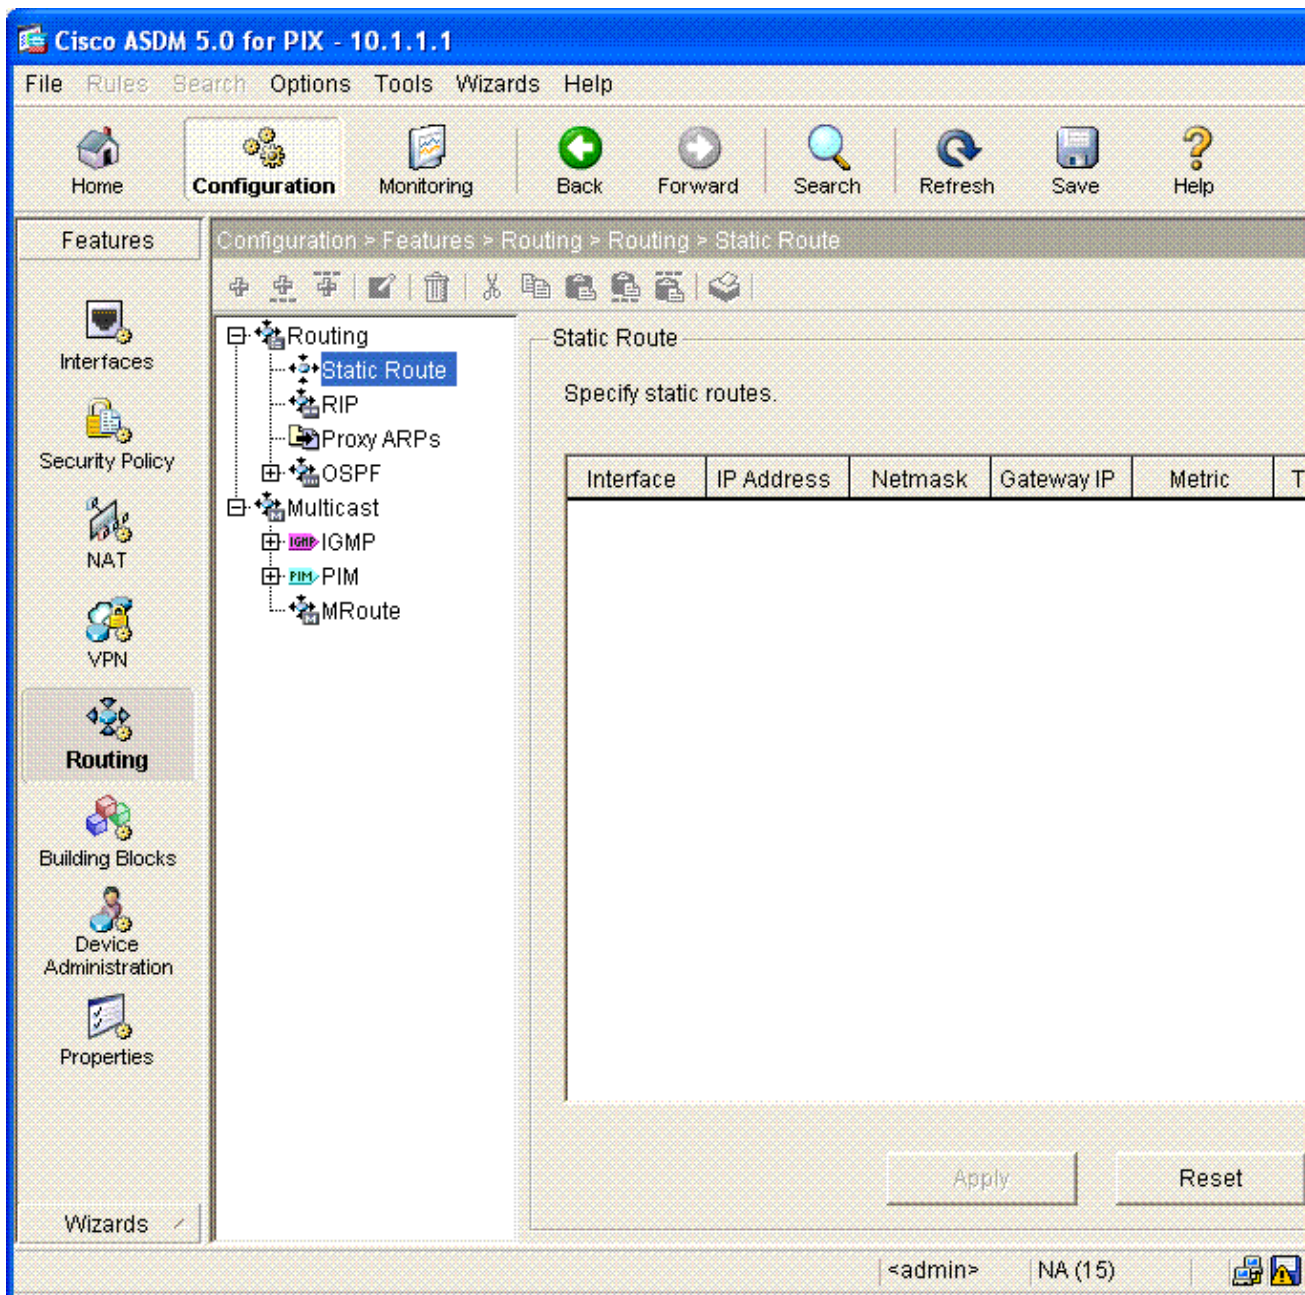 Cisco ASDM 5.0 for PIX - 10.1.1.1
File Rules Search Options Tools Wizards Help
Home Configuration Monitoring Back Forward Search Refresh Save Help
Features
Configuration > Features > Routing > Routing > Static Route
Interfaces
Security Policy
NAT
VPN
Routing
Building Blocks
Device
Administration
Properties
Wizards
Routing
Static Route
RIP
Proxy ARPs
OSPF
Multicast
IGMP IGMP
PIM PIM
MRoute
Static Route
Specify static routes.
Interface IP Address Netmask Gateway IP Metric T
Apply Reset
<admin> NA (15)